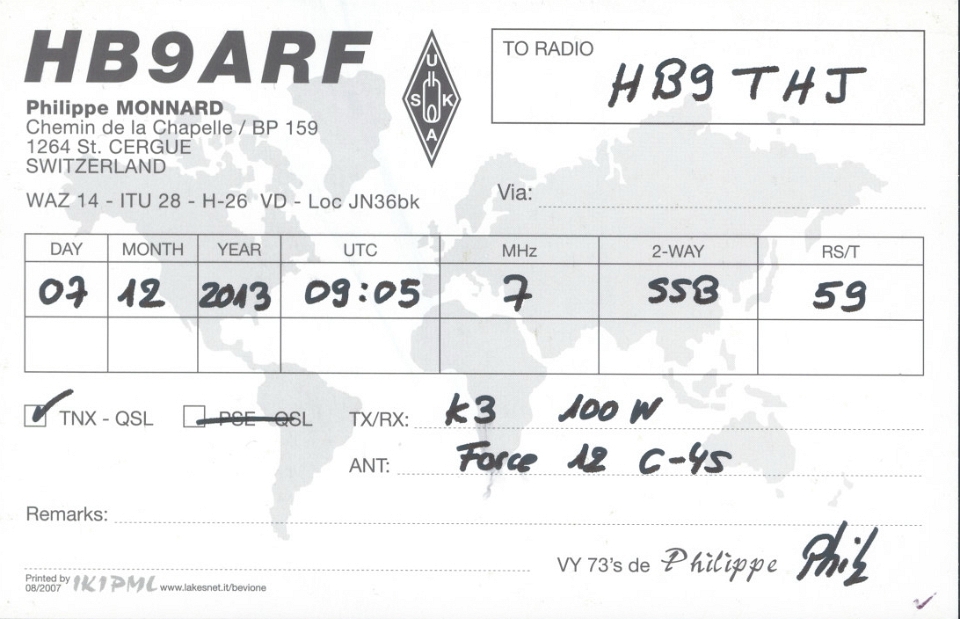 HB9ARF
U
S K
A
TO RADIO
HB9THJ
Philippe MONNARD
Chemin de la Chapelle / BP 159
1264 St. CERGUE
SWITZERLAND
WAZ 14 - ITU 28 - H-26 VD - Loc JN36bk
Via:
DAY MONTH YEAR UTC MHz 2-WAY RS/T
07 12 2013 09:05 7 SSB 59
TNX - QSL PSE - QSL TX/RX: K3 100 W
ANT: Force 12 C-4S
Remarks:
VY 73's de Philippe Phil
Printed by IK1PML www.lakesnet.it/bevione
08/2007